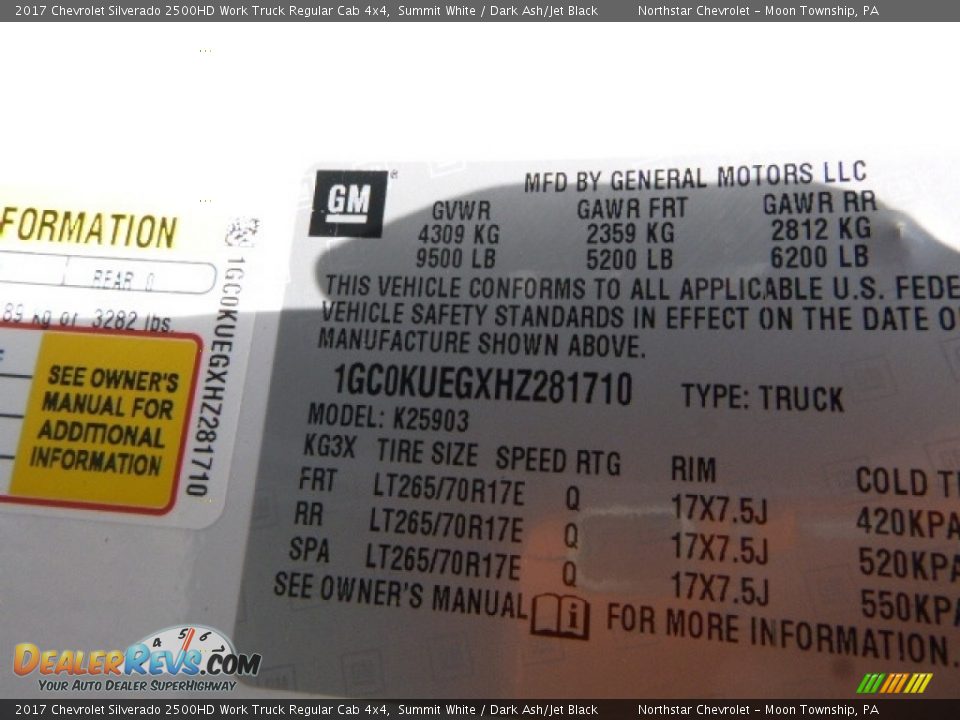 2017 Chevrolet Silverado 2500HD Work Truck Regular Cab 4x4, Summit White / Dark Ash/Jet Black Northstar Chevrolet - Moon Township, PA
GM
MFD BY GENERAL MOTORS LLC
GVWR GAWR FRT GAWR RR
4309 KG 2359 KG 2812 KG
9500 LB 5200 LB 6200 LB
THIS VEHICLE CONFORMS TO ALL APPLICABLE U.S. FEDE
VEHICLE SAFETY STANDARDS IN EFFECT ON THE DATE O
MANUFACTURE SHOWN ABOVE.
1GC0KUEGXHZ281710 TYPE: TRUCK
MODEL: K25903
KG3X TIRE SIZE SPEED RTG RIM COLD TI
FRT LT265/70R17E Q 17X7.5J 420KPA
RR LT265/70R17E Q 17X7.5J 520KPA
SPA LT265/70R17E Q 17X7.5J 550KPA
SEE OWNER'S MANUAL i FOR MORE INFORMATION.
FORMATION
REAR 0
89 kg or 3282 lbs.
SEE OWNER'S
MANUAL FOR
ADDITIONAL
INFORMATION
1GC0KUEGXHZ281710
DealerRevs.com
Your Auto Dealer SuperHighway
4 5 6
2017 Chevrolet Silverado 2500HD Work Truck Regular Cab 4x4, Summit White / Dark Ash/Jet Black Northstar Chevrolet - Moon Township, PA